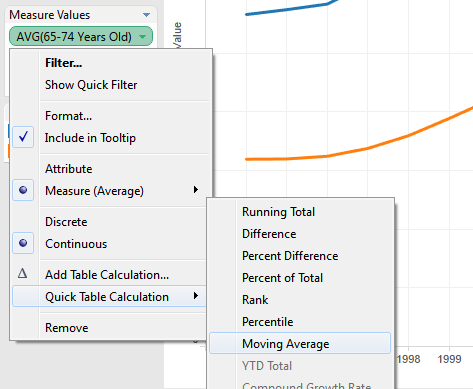 Measure Values
AVG(65-74 Years Old)
Filter...
Show Quick Filter
Format...
Include in Tooltip
Attribute
Measure (Average)
Discrete
Continuous
Add Table Calculation...
Quick Table Calculation
Remove
Running Total
Difference
Percent Difference
Percent of Total
Rank
Percentile
Moving Average
YTD Total
Compound Growth Rate
Value
1998
1999